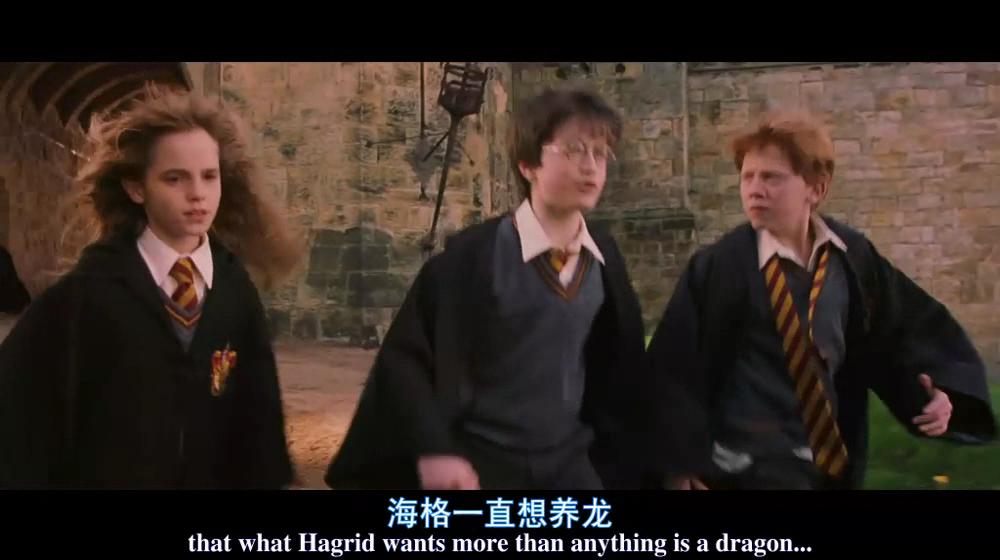 海格一直想养龙
that what Hagrid wants more than anything is a dragon...